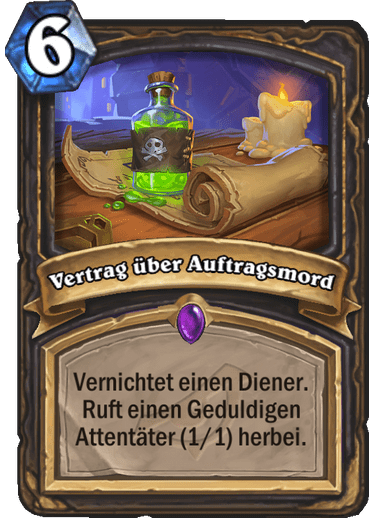 6
Vertrag über Auftragsmord
Vernichtet einen Diener.
Ruft einen Geduldigen
Attentäter (1/1) herbei.